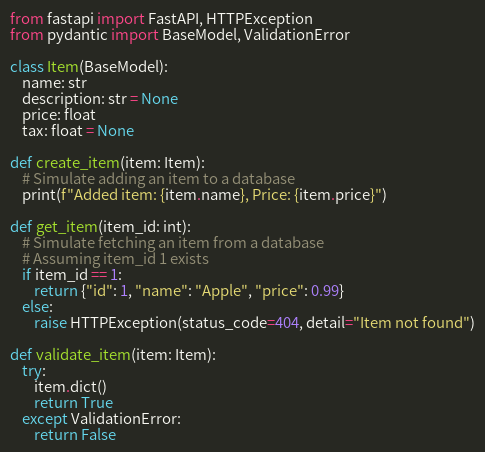 from fastapi import FastAPI, HTTPException
from pydantic import BaseModel, ValidationError

class Item(BaseModel):
    name: str
    description: str = None
    price: float
    tax: float = None

def create_item(item: Item):
    # Simulate adding an item to a database
    print(f"Added item: {item.name}, Price: {item.price}")

def get_item(item_id: int):
    # Simulate fetching an item from a database
    # Assuming item_id 1 exists
    if item_id == 1:
        return {"id": 1, "name": "Apple", "price": 0.99}
    else:
        raise HTTPException(status_code=404, detail="Item not found")

def validate_item(item: Item):
    try:
        item.dict()
        return True
    except ValidationError:
        return False